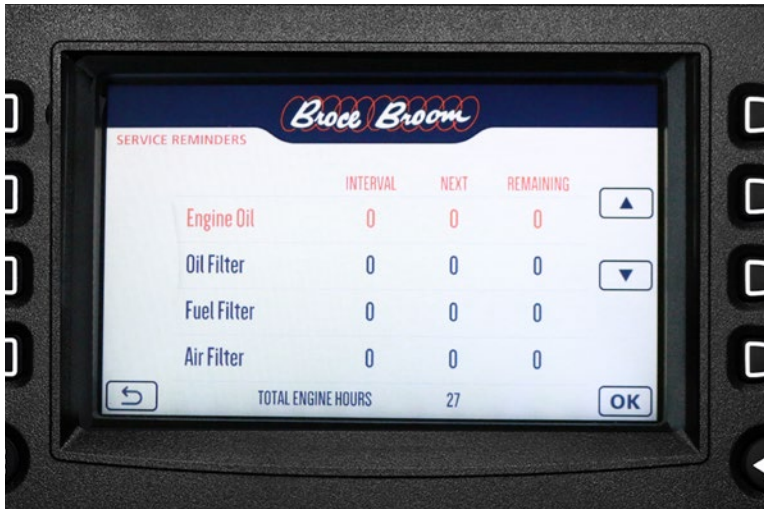 Broce Broom
SERVICE REMINDERS
INTERVAL NEXT REMAINING
Engine Oil 0 0 0
Oil Filter 0 0 0
Fuel Filter 0 0 0
Air Filter 0 0 0
TOTAL ENGINE HOURS 27 OK